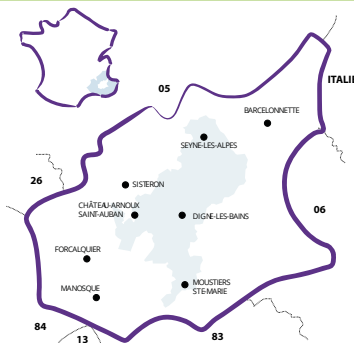 05
ITALIE
BARCELONNETTE
SEYNE-LES-ALPES
26
SISTERON
CHÂTEAU-ARNOUX
SAINT-AUBAN
DIGNE-LES-BAINS
06
FORCALQUIER
MANOSQUE
MOUSTIERS
STE-MARIE
84
13
83